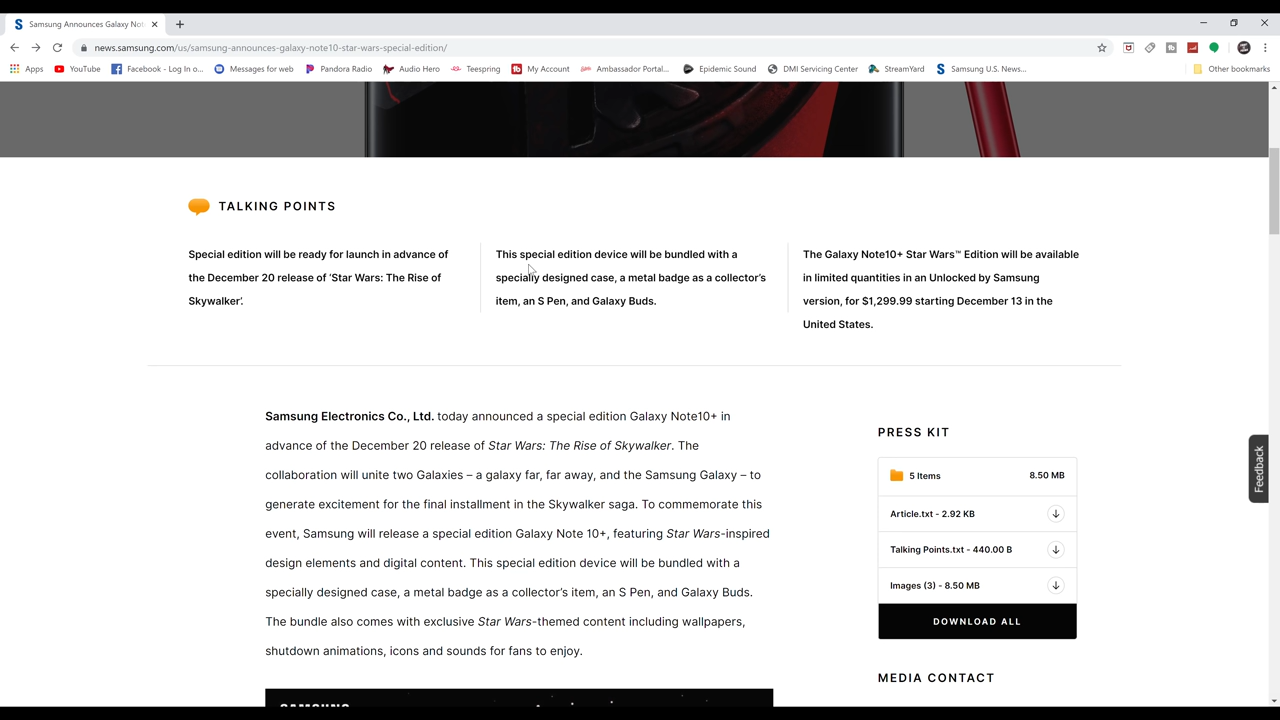 Samsung Announces Galaxy Not
news.samsung.com/us/samsung-announces-galaxy-note10-star-wars-special-edition/
Apps YouTube Facebook - Log In o... Messages for web Pandora Radio Audio Hero Teespring My Account Ambassador Portal... Epidemic Sound DMI Servicing Center StreamYard Samsung U.S. News... Other bookmarks
TALKING POINTS
Special edition will be ready for launch in advance of
the December 20 release of ‘Star Wars: The Rise of
Skywalker’.
This special edition device will be bundled with a
specially designed case, a metal badge as a collector’s
item, an S Pen, and Galaxy Buds.
The Galaxy Note10+ Star Wars™ Edition will be available
in limited quantities in an Unlocked by Samsung
version, for $1,299.99 starting December 13 in the
United States.
Samsung Electronics Co., Ltd. today announced a special edition Galaxy Note10+ in
advance of the December 20 release of Star Wars: The Rise of Skywalker. The
collaboration will unite two Galaxies – a galaxy far, far away, and the Samsung Galaxy – to
generate excitement for the final installment in the Skywalker saga. To commemorate this
event, Samsung will release a special edition Galaxy Note 10+, featuring Star Wars-inspired
design elements and digital content. This special edition device will be bundled with a
specially designed case, a metal badge as a collector’s item, an S Pen, and Galaxy Buds.
The bundle also comes with exclusive Star Wars-themed content including wallpapers,
shutdown animations, icons and sounds for fans to enjoy.
SAMSUNG
PRESS KIT
5 Items 8.50 MB
Article.txt - 2.92 KB
Talking Points.txt - 440.00 B
Images (3) - 8.50 MB
DOWNLOAD ALL
MEDIA CONTACT
Feedback